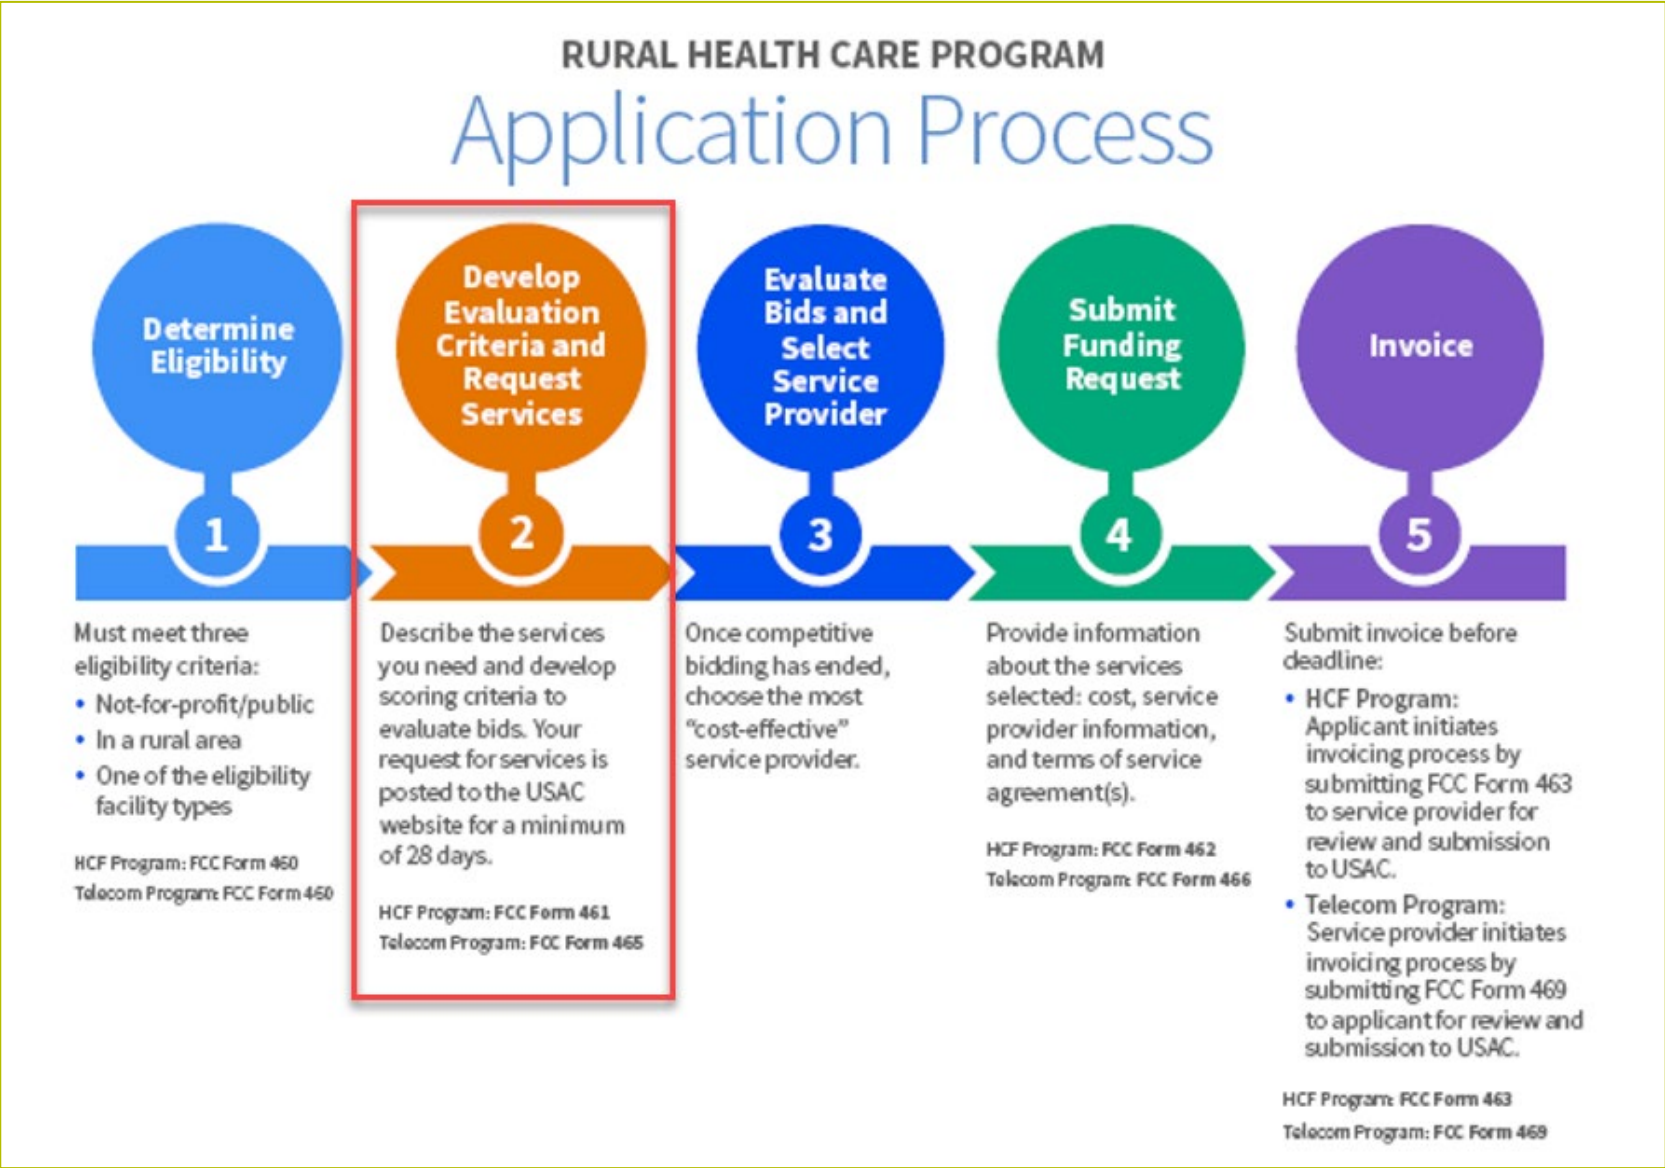 RURAL HEALTH CARE PROGRAM
Application Process
Determine
Eligibility
1
Must meet three
eligibility criteria:
• Not-for-profit/public
• In a rural area
• One of the eligibility
facility types
HCF Program: FCC Form 460
Telecom Program: FCC Form 460
Develop
Evaluation
Criteria and
Request
Services
2
Describe the services
you need and develop
scoring criteria to
evaluate bids. Your
request for services is
posted to the USAC
website for a minimum
of 28 days.
HCF Program: FCC Form 461
Telecom Program: FCC Form 465
Evaluate
Bids and
Select
Service
Provider
3
Once competitive
bidding has ended,
choose the most
“cost-effective”
service provider.
Submit
Funding
Request
4
Provide information
about the services
selected: cost, service
provider information,
and terms of service
agreement(s).
HCF Program: FCC Form 462
Telecom Program: FCC Form 466
Invoice
5
Submit invoice before
deadline:
• HCF Program:
Applicant initiates
invoicing process by
submitting FCC Form 463
to service provider for
review and submission
to USAC.
• Telecom Program:
Service provider initiates
invoicing process by
submitting FCC Form 469
to applicant for review and
submission to USAC.
HCF Program: FCC Form 463
Telecom Program: FCC Form 469